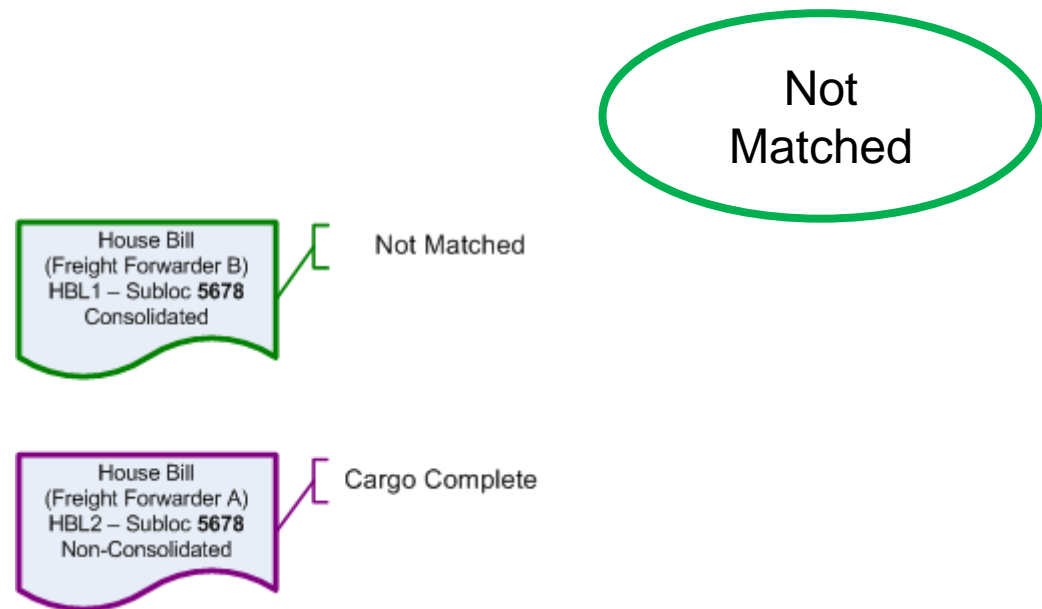 Not
Matched
House Bill
(Freight Forwarder B)
HBL1 – Subloc 5678
Consolidated
Not Matched
House Bill
(Freight Forwarder A)
HBL2 – Subloc 5678
Non-Consolidated
Cargo Complete